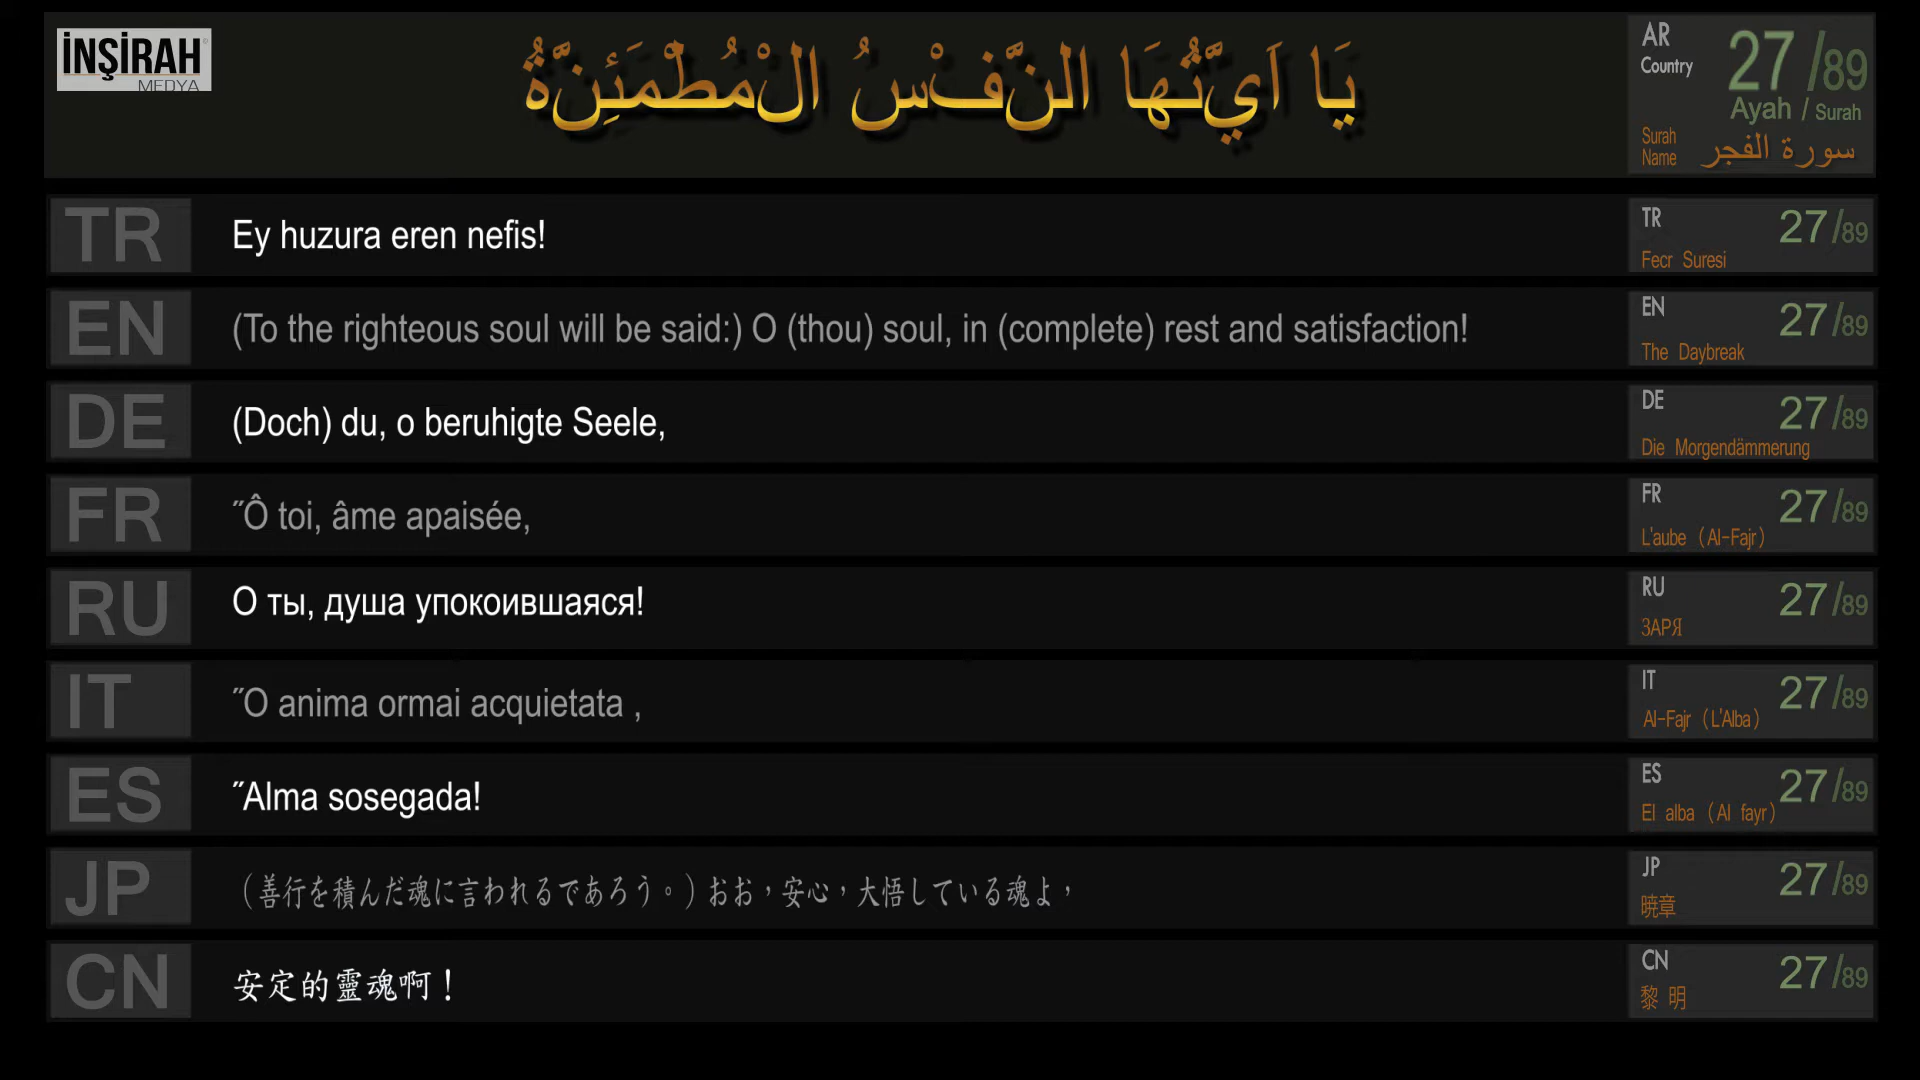 İNŞİRAH
MEDYA
يَا اَيَّتُهَا النَّفْسُ الْمُطْمَئِنَّةُ
AR
Country
27 /89
Ayah / Surah
Surah
Name
سورة الفجر
TR
Ey huzura eren nefis!
TR
27/89
Fecr Suresi
EN
(To the righteous soul will be said:) O (thou) soul, in (complete) rest and satisfaction!
EN
27/89
The Daybreak
DE
(Doch) du, o beruhigte Seele,
DE
27/89
Die Morgendämmerung
FR
˝Ô toi, âme apaisée,
FR
27/89
L'aube (Al-Fajr)
RU
О ты, душа упокоившаяся!
RU
27/89
ЗАРЯ
IT
˝O anima ormai acquietata ,
IT
27/89
Al-Fajr (L'Alba)
ES
˝Alma sosegada!
ES
27/89
El alba (Al fayr)
JP
（善行を積んだ魂に言われるであろう。）おお，安心，大悟している魂よ，
JP
27/89
暁章
CN
安定的靈魂啊！
CN
27/89
黎 明